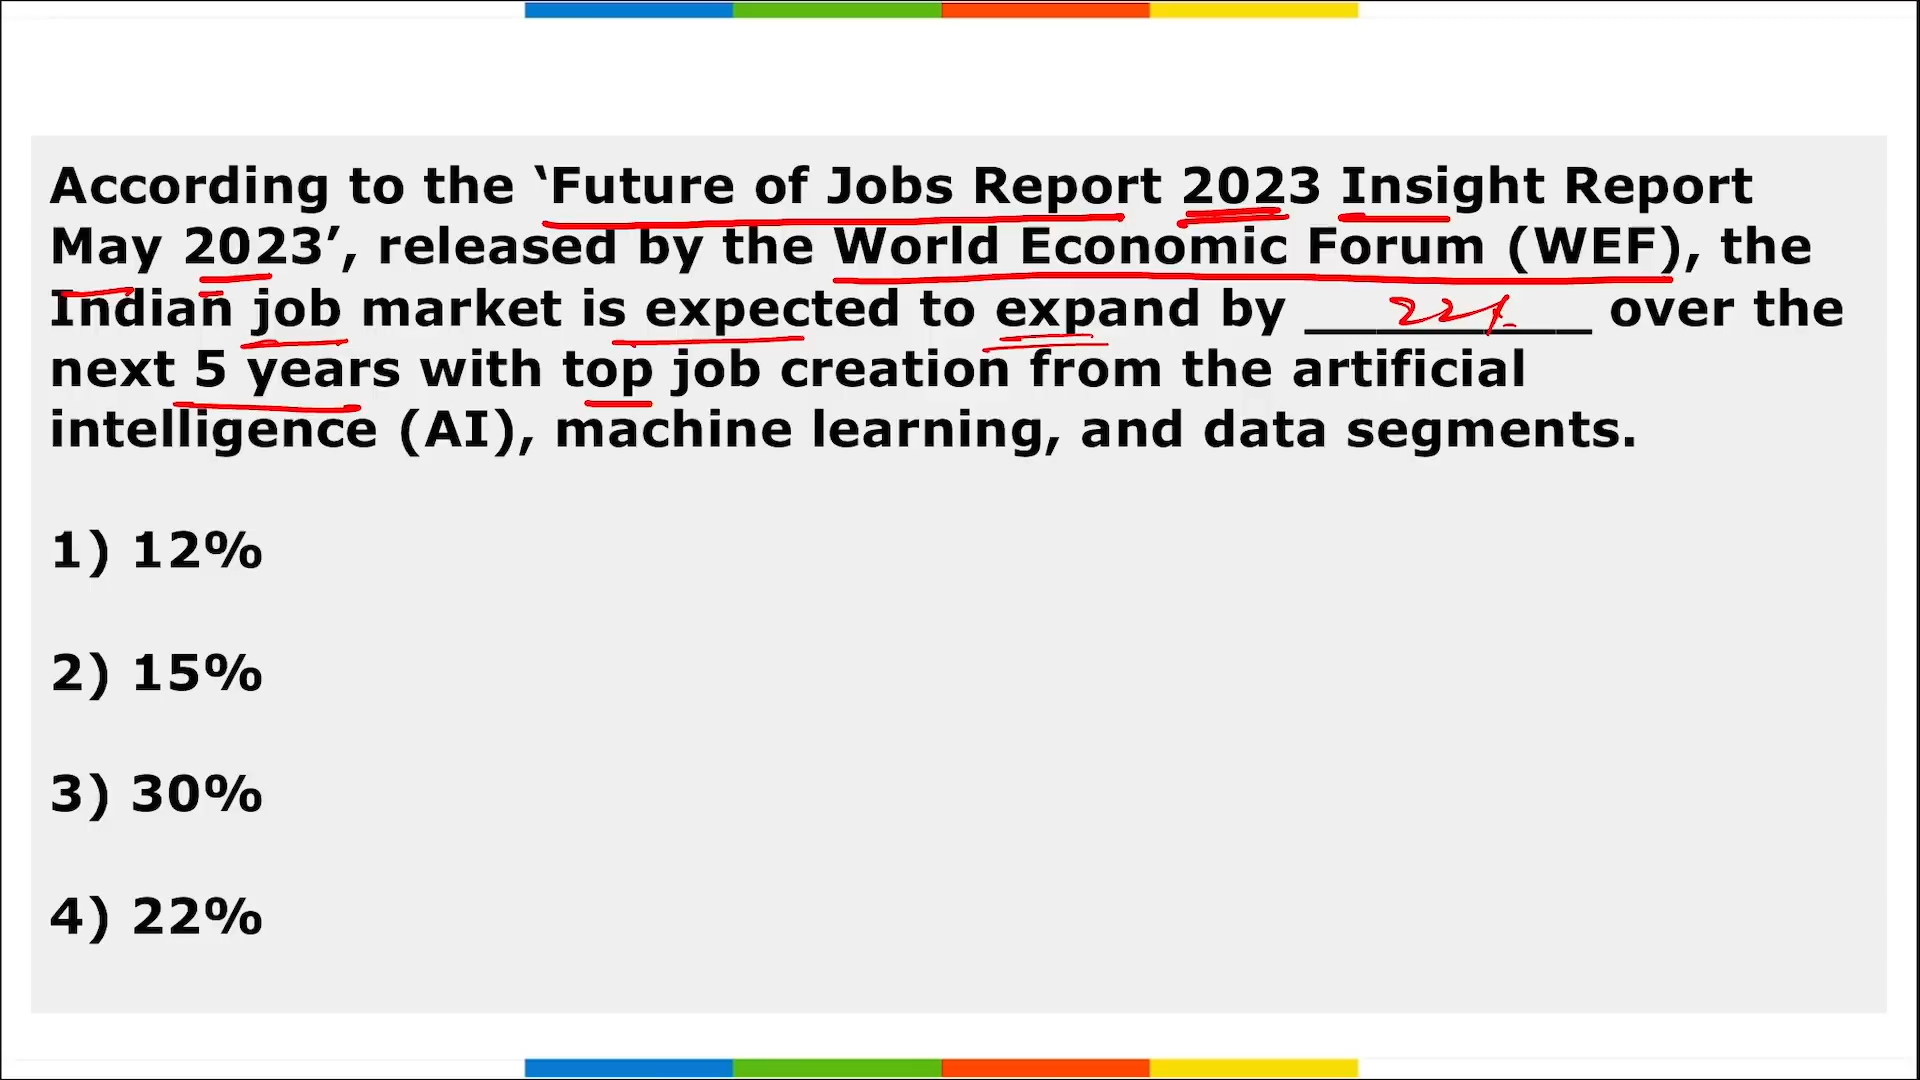 According to the ‘Future of Jobs Report 2023 Insight Report
May 2023’, released by the World Economic Forum (WEF), the
Indian job market is expected to expand by 22% over the
next 5 years with top job creation from the artificial
intelligence (AI), machine learning, and data segments.
1) 12%
2) 15%
3) 30%
4) 22%